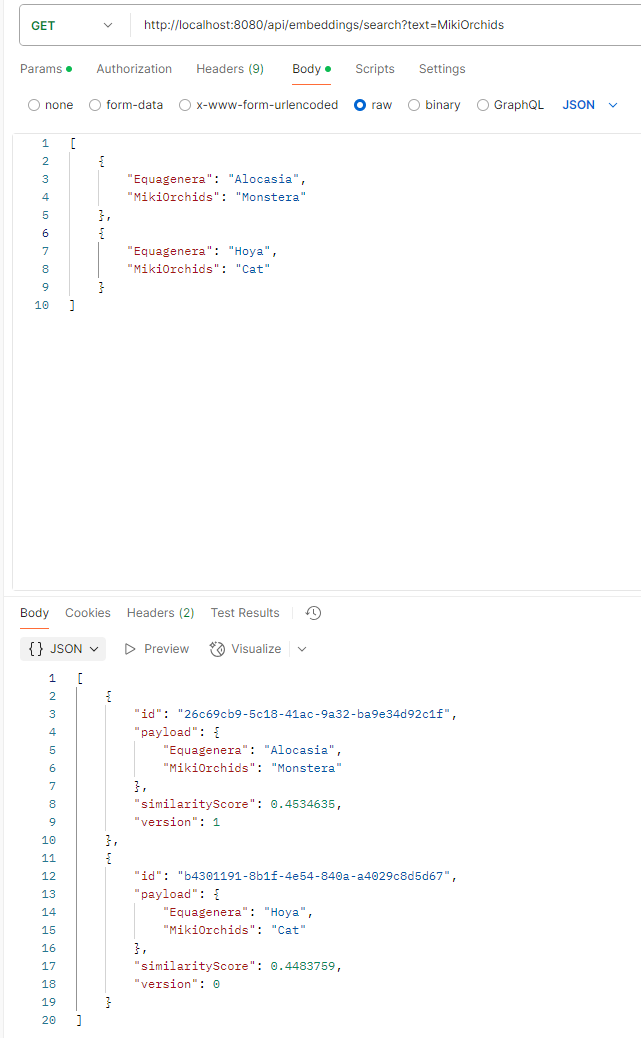 GET http://localhost:8080/api/embeddings/search?text=MikiOrchids
Params Authorization Headers (9) Body Scripts Settings
none form-data x-www-form-urlencoded raw binary GraphQL JSON
1 [
2 {
3 "Equagenera": "Alocasia",
4 "MikiOrchids": "Monstera"
5 },
6 {
7 "Equagenera": "Hoya",
8 "MikiOrchids": "Cat"
9 }
10 ]
Body Cookies Headers (2) Test Results
{} JSON Preview Visualize
1 [
2 {
3 "id": "26c69cb9-5c18-41ac-9a32-ba9e34d92c1f",
4 "payload": {
5 "Equagenera": "Alocasia",
6 "MikiOrchids": "Monstera"
7 },
8 "similarityScore": 0.4534635,
9 "version": 1
10 },
11 {
12 "id": "b4301191-8b1f-4e54-840a-a4029c8d5d67",
13 "payload": {
14 "Equagenera": "Hoya",
15 "MikiOrchids": "Cat"
16 },
17 "similarityScore": 0.4483759,
18 "version": 0
19 }
20 ]